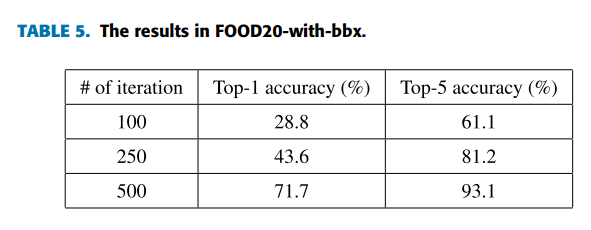 TABLE 5. The results in FOOD20-with-bbx.
# of iteration Top-1 accuracy (%) Top-5 accuracy (%)
100 28.8 61.1
250 43.6 81.2
500 71.7 93.1